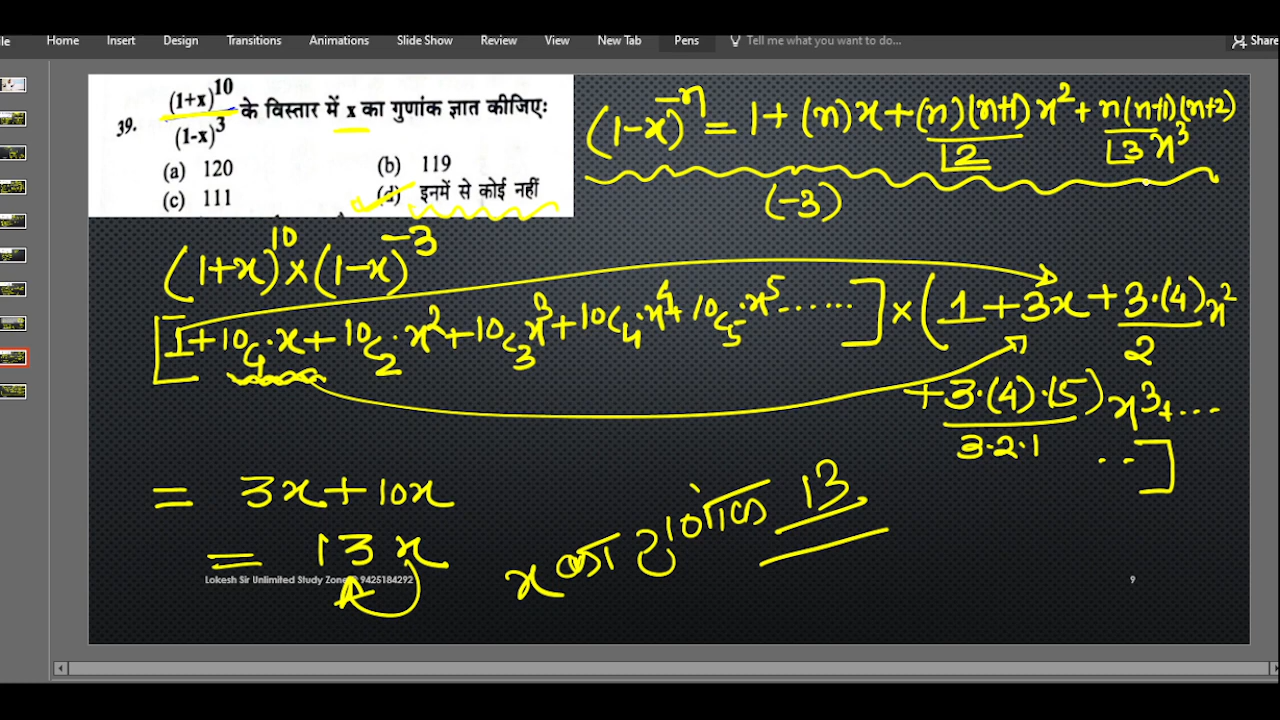 File Home Insert Design Transitions Animations Slide Show Review View New Tab Pens Tell me what you want to do... Share
39. (1+x)^10 / (1-x)^3 के विस्तार में x का गुणांक ज्ञात कीजिएः
(a) 120 (b) 119
(c) 111 (d) इनमें से कोई नहीं
(1-x)^-n = 1 + (n)x + (n)(n+1)/|2 x^2 + n(n+1)(n+2)/|3 x^3
(-3)
(1+x)^10 × (1-x)^-3
[1 + 10C1·x + 10C2·x^2 + 10C3 x^3 + 10C4·x^4 + 10C5·x^5 ......] × (1 + 3x + 3·(4)/2 x^2
+ 3·(4)·(5)/3·2·1 ) x^3 + ...
..]
= 3x + 10x
= 13x
x का गुणांक 13
Lokesh Sir Unlimited Study Zone 9425184292 9